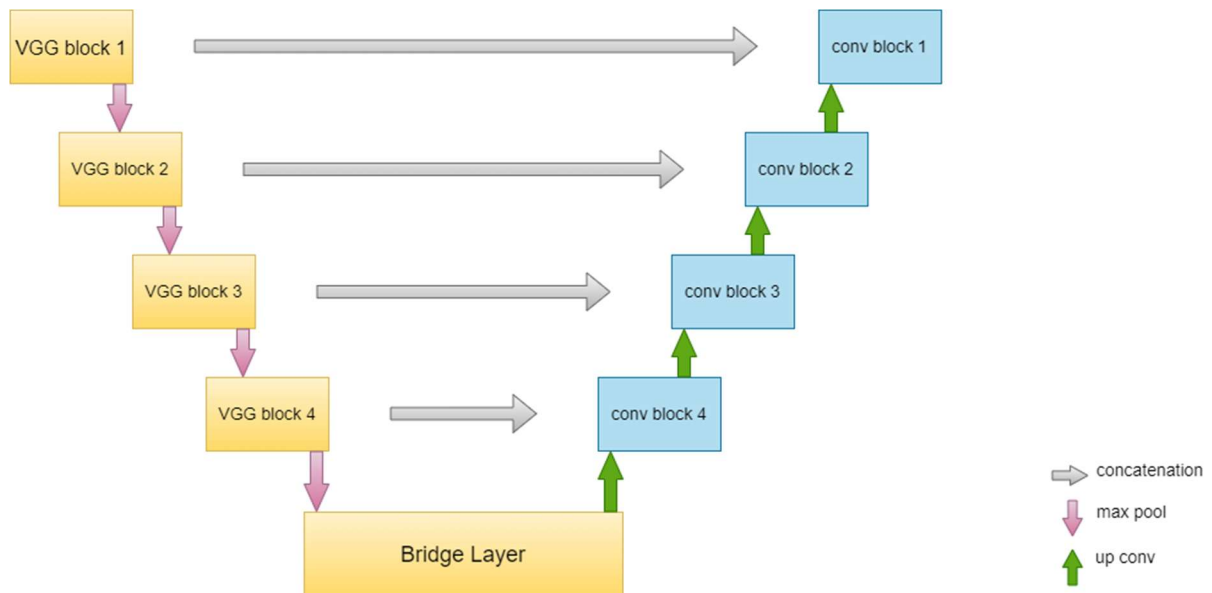 VGG block 1
conv block 1
VGG block 2
conv block 2
VGG block 3
conv block 3
VGG block 4
conv block 4
Bridge Layer
concatenation
max pool
up conv